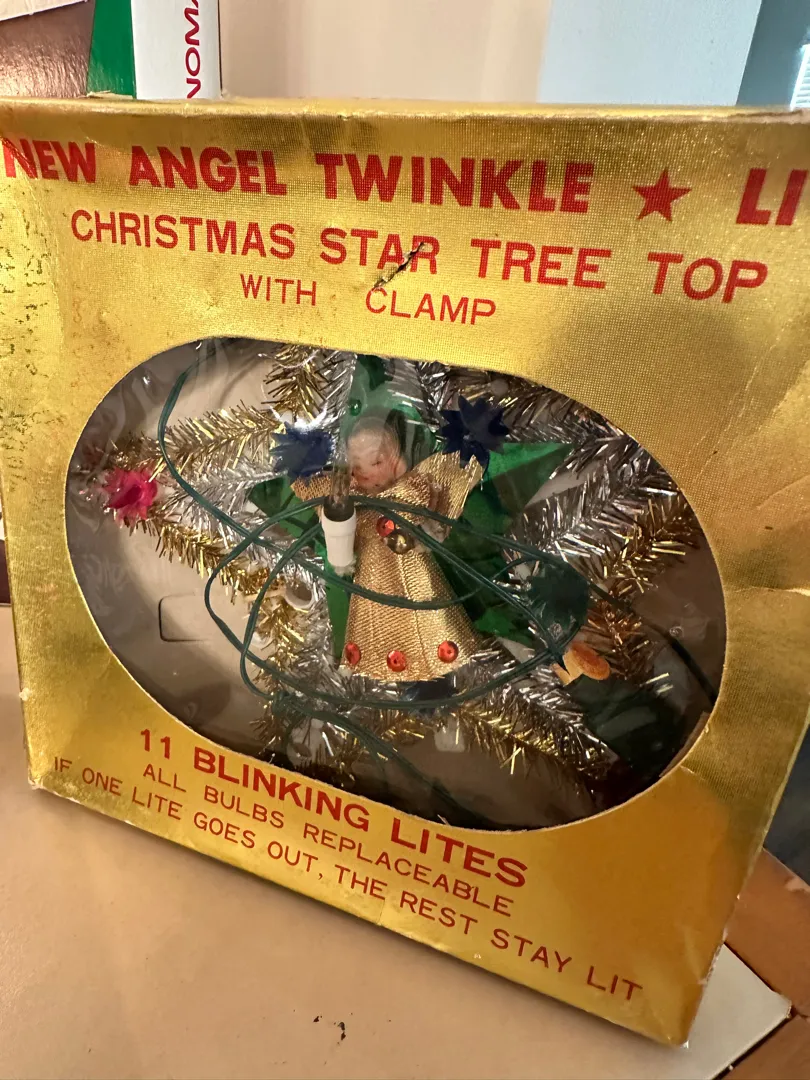 NOMA
NEW ANGEL TWINKLE ★ LI
CHRISTMAS STAR TREE TOP
WITH CLAMP
11 BLINKING LITES
ALL BULBS REPLACEABLE
IF ONE LITE GOES OUT, THE REST STAY LIT